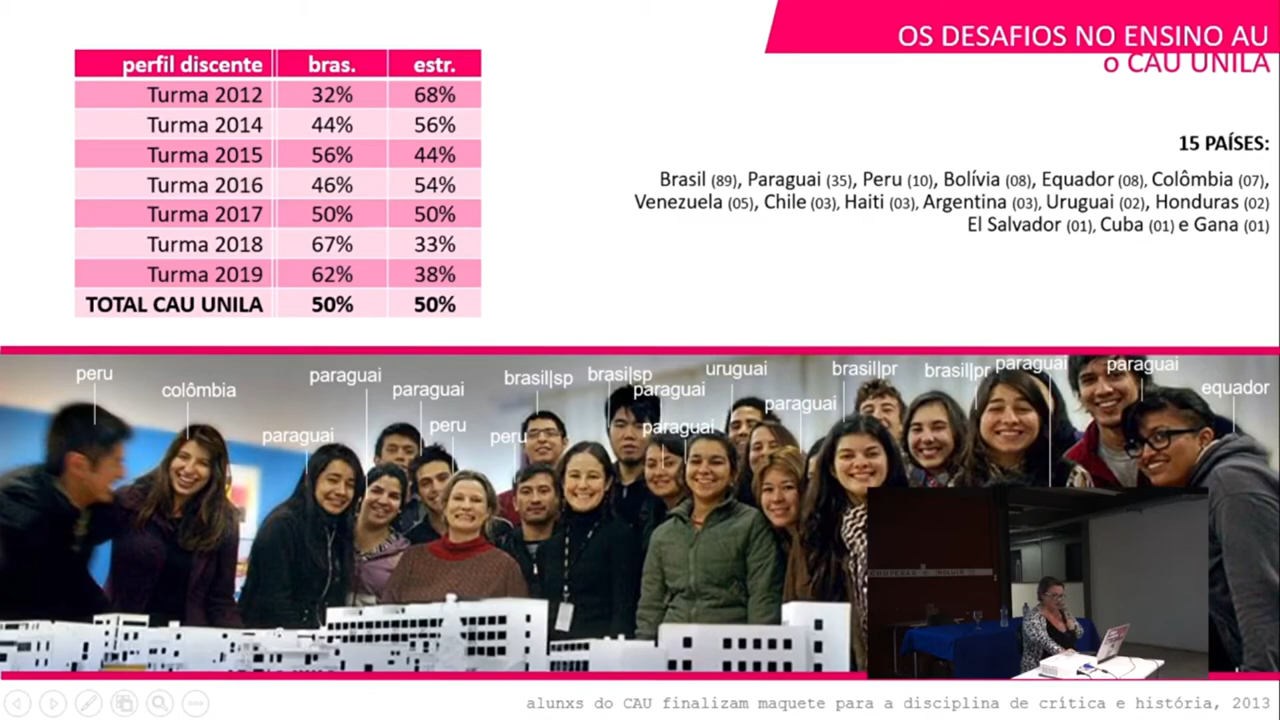 OS DESAFIOS NO ENSINO AU
o CAU UNILA
perfil discente bras. estr.
Turma 2012 32% 68%
Turma 2014 44% 56%
Turma 2015 56% 44%
Turma 2016 46% 54%
Turma 2017 50% 50%
Turma 2018 67% 33%
Turma 2019 62% 38%
TOTAL CAU UNILA 50% 50%
15 PAÍSES:
Brasil (89), Paraguai (35), Peru (10), Bolívia (08), Equador (08), Colômbia (07),
Venezuela (05), Chile (03), Haiti (03), Argentina (03), Uruguai (02), Honduras (02)
El Salvador (01), Cuba (01) e Gana (01)
peru
colômbia
paraguai
paraguai
paraguai
peru
peru
brasil|sp
brasil|sp
paraguai
paraguai
uruguai
paraguai
brasil|pr
brasil|pr
paraguai
paraguai
equador
alunxs do CAU finalizam maquete para a disciplina de crítica e história, 2013